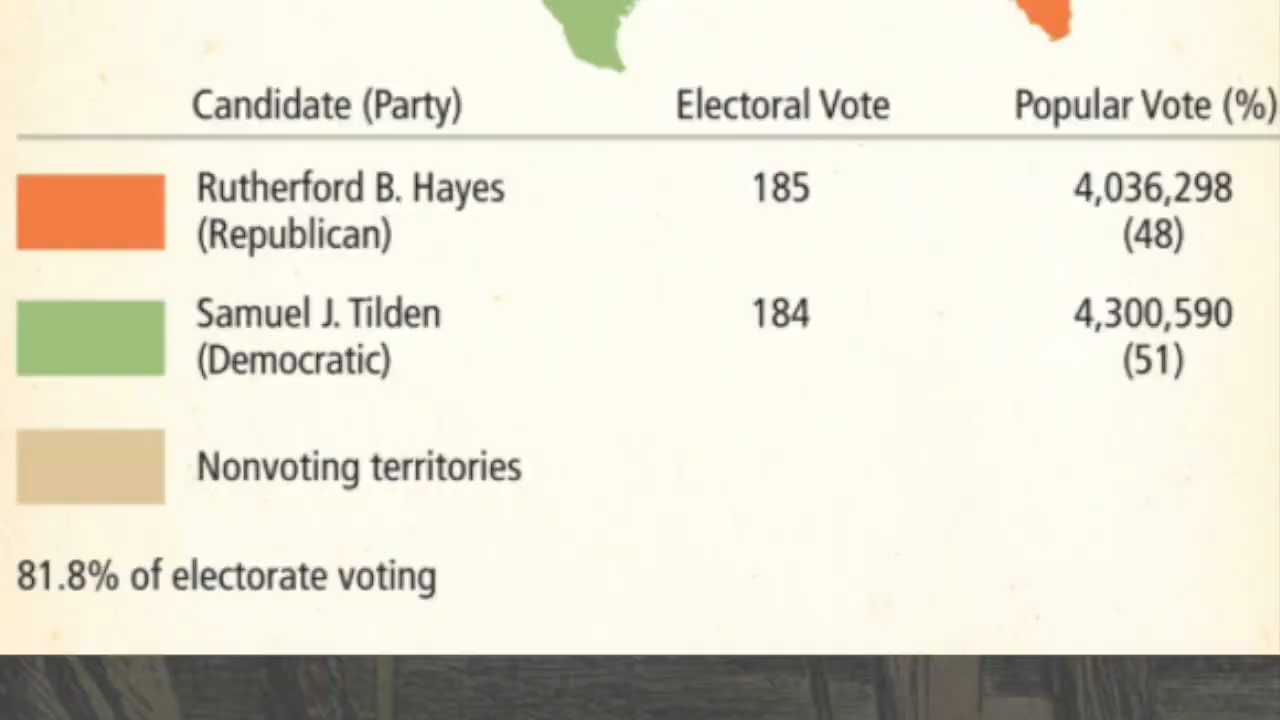 Candidate (Party) Electoral Vote Popular Vote (%)
Rutherford B. Hayes 185 4,036,298
(Republican) (48)
Samuel J. Tilden 184 4,300,590
(Democratic) (51)
Nonvoting territories
81.8% of electorate voting